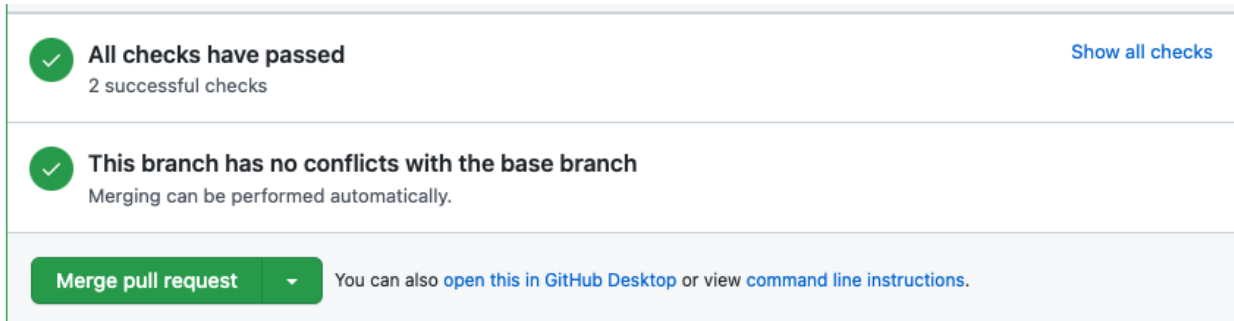 All checks have passed
Show all checks
2 successful checks
This branch has no conflicts with the base branch
Merging can be performed automatically.
Merge pull request
You can also open this in GitHub Desktop or view command line instructions.